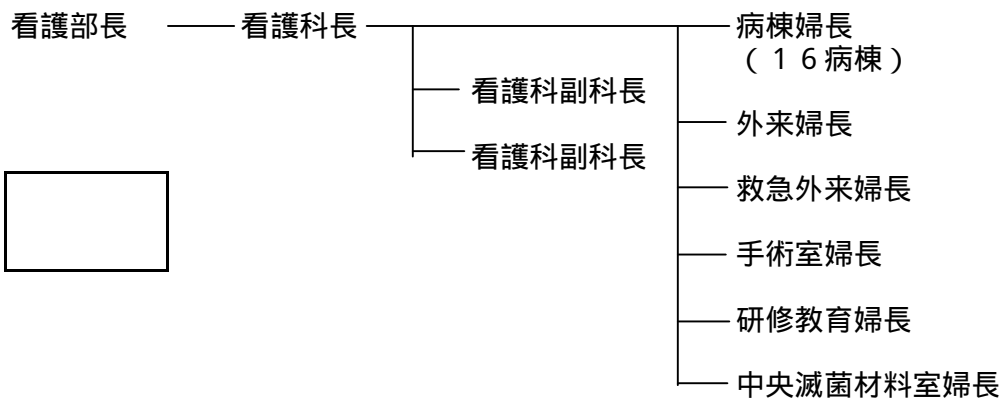 看護部長
看護科長
病棟婦長
(16病棟)
看護科副科長
看護科副科長
外来婦長
救急外来婦長
手術室婦長
研修教育婦長
中央滅菌材料室婦長